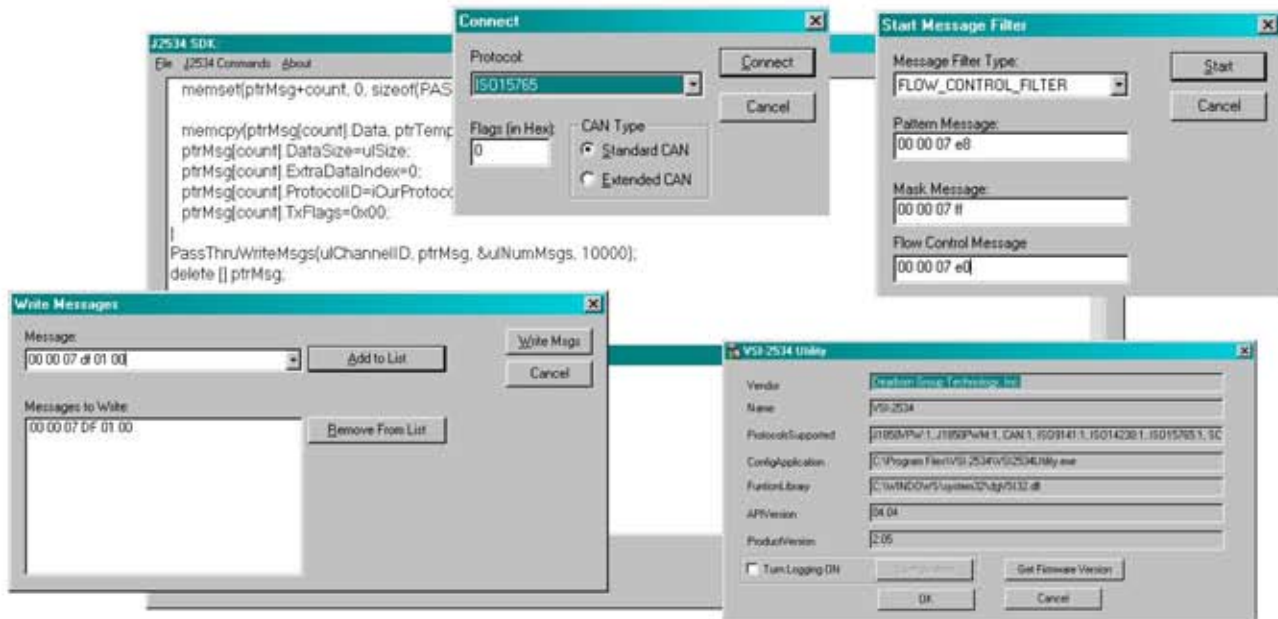 J2534 SDK
File J2534 Commands About
memset(ptrMsg+count, 0, sizeof(PAS
memcpy(ptrMsg[count].Data, ptrTemp
ptrMsg[count].DataSize=ulSize;
ptrMsg[count].ExtraDataIndex=0;
ptrMsg[count].ProtocolID=iCurProtoco
ptrMsg[count].TxFlags=0x00;
}
PassThruWriteMsgs(ulChannelID, ptrMsg, &ulNumMsgs, 10000);
delete [] ptrMsg;
Connect
Protocol:
ISO15765
Connect
Cancel
Flags (in Hex):
0
CAN Type
Standard CAN
Extended CAN
Start Message Filter
Message Filter Type:
FLOW_CONTROL_FILTER
Start
Cancel
Pattern Message:
00 00 07 e8
Mask Message:
00 00 07 ff
Flow Control Message
00 00 07 e0
Write Messages
Message:
00 00 07 df 01 00
Add to List
Write Msgs
Cancel
Messages to Write:
00 00 07 DF 01 00
Remove From List
VSI-2534 Utility
Vendor
Dearborn Group Technology, Inc.
Name
VSI-2534
ProtocolsSupported
J1850VPW:1, J1850PWM:1, CAN:1, ISO9141:1, ISO14230:1, ISO15765:1, SC
ConfigApplication
C:\Program Files\VSI-2534\VSI2534Utility.exe
FuntionLibrary
C:\WINDOWS\system32\dgVSI32.dll
APIVersion
04.04
ProductVersion
2.05
Turn Logging ON
Get Firmware Version
OK
Cancel